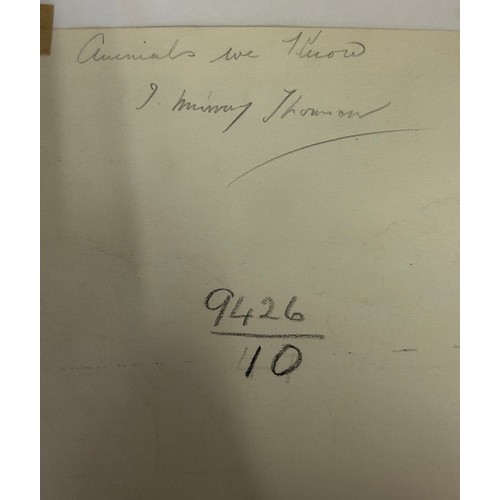 Animals we Know
J. Murray Thomson
9426
10